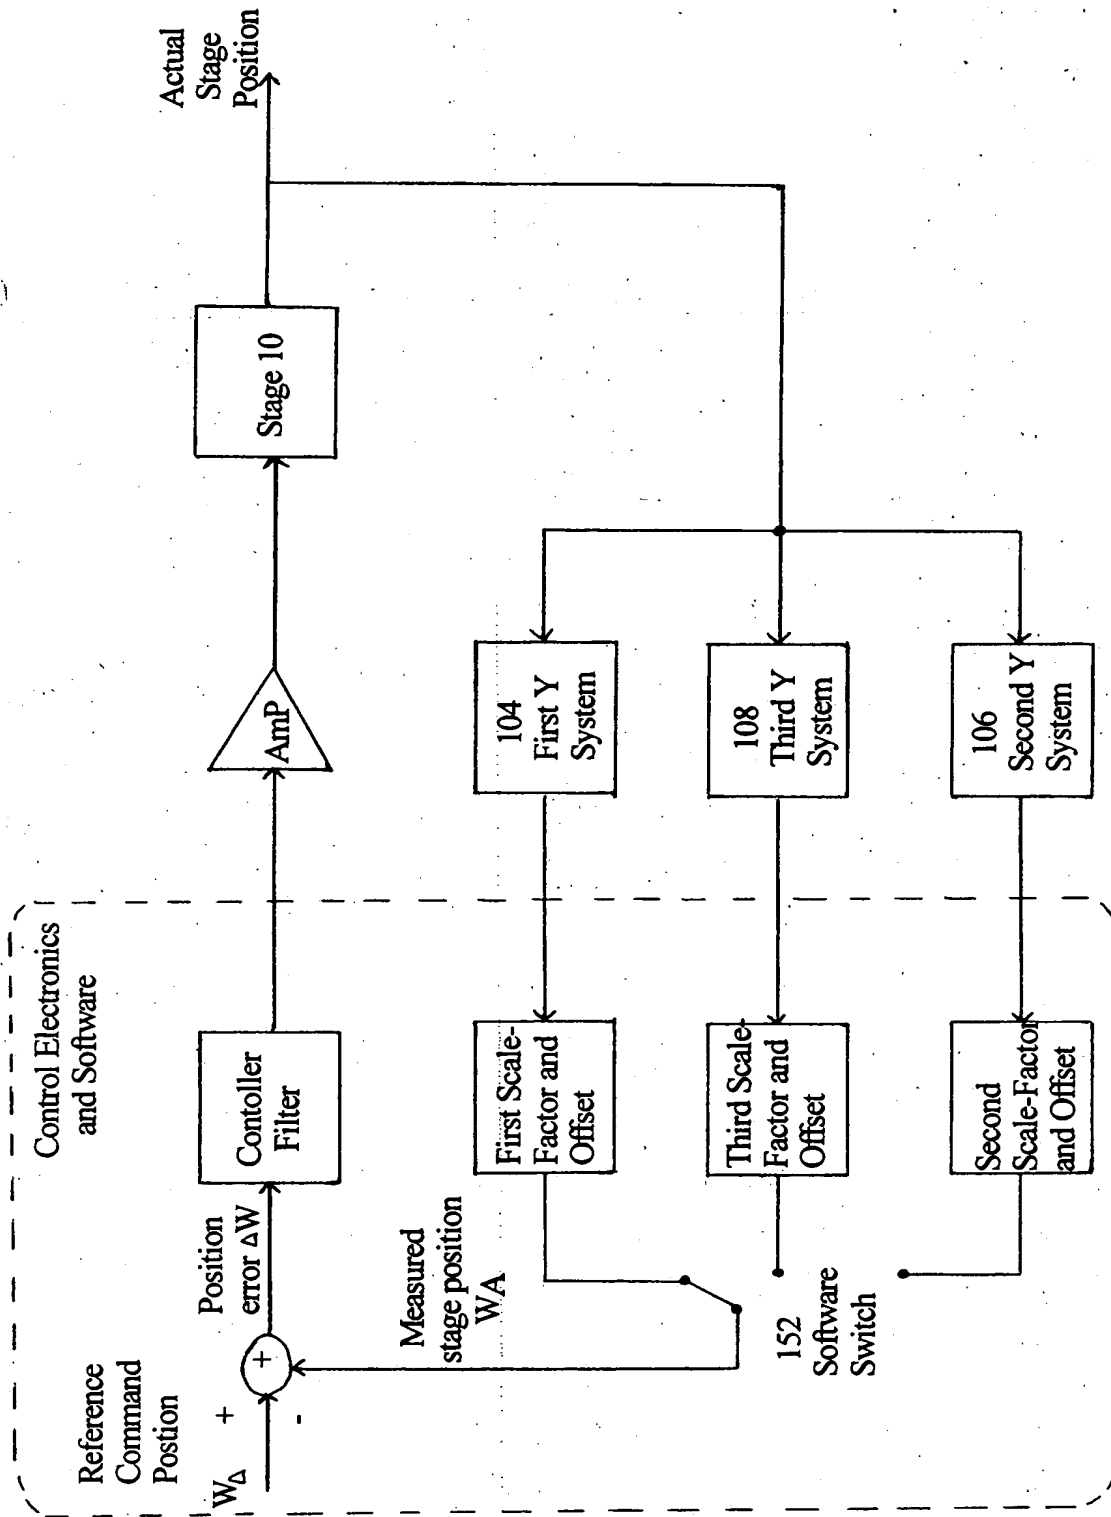 Control Electronics
and Software
Reference
Command
Postion
W∆
+
-
+
Position
error ∆W
Contoller
Filter
AmP
Stage 10
Actual
Stage
Position
Measured
stage position
WA
First Scale-
Factor and
Offset
104
First Y
System
152
Software
Switch
Third Scale-
Factor and
Offset
108
Third Y
System
Second
Scale-Factor
and Offset
106
Second Y
System